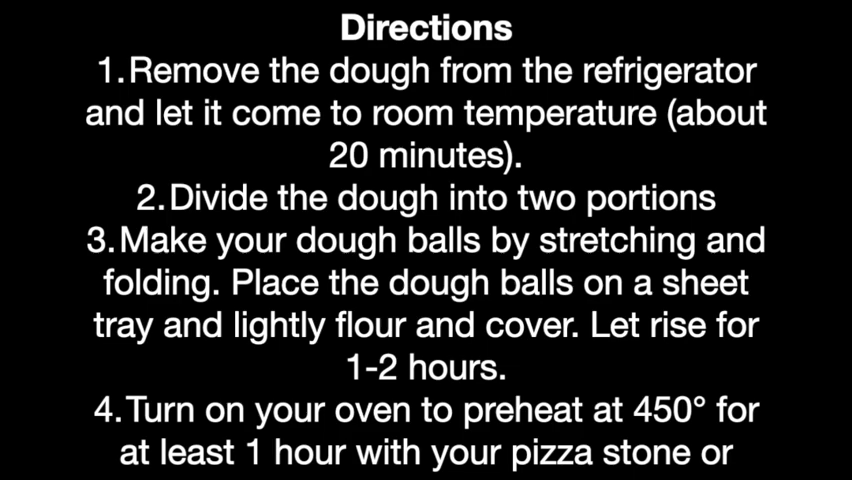 Directions
1.Remove the dough from the refrigerator
and let it come to room temperature (about
20 minutes).
2.Divide the dough into two portions
3.Make your dough balls by stretching and
folding. Place the dough balls on a sheet
tray and lightly flour and cover. Let rise for
1-2 hours.
4.Turn on your oven to preheat at 450° for
at least 1 hour with your pizza stone or